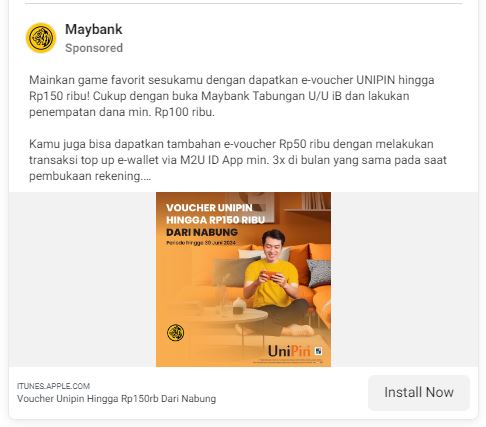 Maybank
Sponsored
Mainkan game favorit sesukamu dengan dapatkan e-voucher UNIPIN hingga
Rp150 ribu! Cukup dengan buka Maybank Tabungan U/U iB dan lakukan
penempatan dana min. Rp100 ribu.
Kamu juga bisa dapatkan tambahan e-voucher Rp50 ribu dengan melakukan
transaksi top up e-wallet via M2U ID App min. 3x di bulan yang sama pada saat
pembukaan rekening....
VOUCHER UNIPIN
HINGGA RP150 RIBU
DARI NABUNG
Periode hingga 30 Juni 2024
UniPin
ITUNES.APPLE.COM
Voucher Unipin Hingga Rp150rb Dari Nabung
Install Now